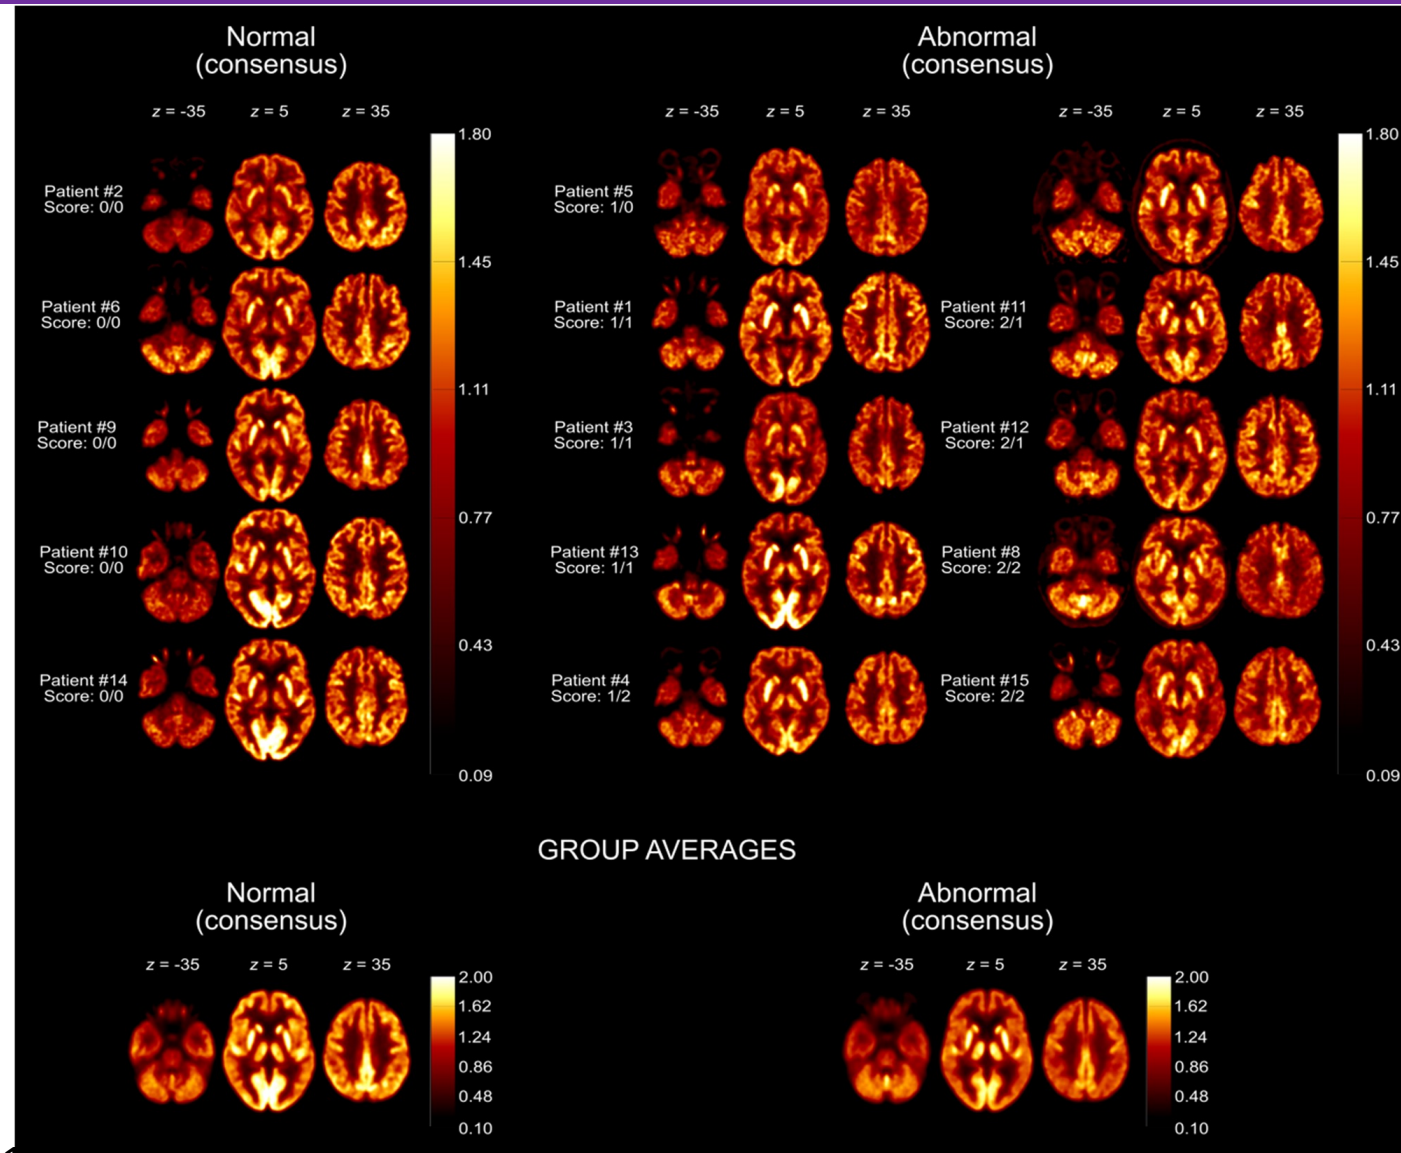 Normal
(consensus)
z = -35 z = 5 z = 35
1.80
1.45
1.11
0.77
0.43
0.09
Patient #2
Score: 0/0
Patient #6
Score: 0/0
Patient #9
Score: 0/0
Patient #10
Score: 0/0
Patient #14
Score: 0/0
Abnormal
(consensus)
z = -35 z = 5 z = 35
Patient #5
Score: 1/0
Patient #1
Score: 1/1
Patient #3
Score: 1/1
Patient #13
Score: 1/1
Patient #4
Score: 1/2
z = -35 z = 5 z = 35
Patient #11
Score: 2/1
Patient #12
Score: 2/1
Patient #8
Score: 2/2
Patient #15
Score: 2/2
1.80
1.45
1.11
0.77
0.43
0.09
GROUP AVERAGES
Normal
(consensus)
z = -35 z = 5 z = 35
2.00
1.62
1.24
0.86
0.48
0.10
Abnormal
(consensus)
z = -35 z = 5 z = 35
2.00
1.62
1.24
0.86
0.48
0.10